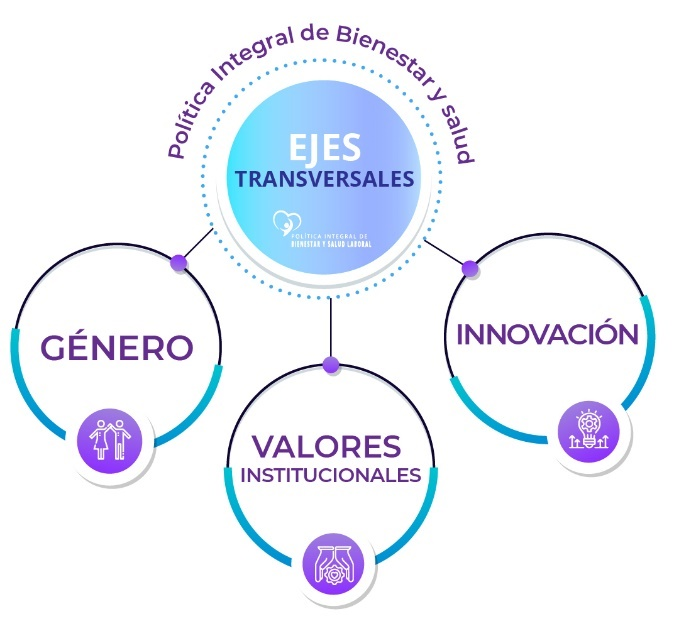 Política Integral de Bienestar y salud
EJES
TRANSVERSALES
POLÍTICA INTEGRAL DE
BIENESTAR Y SALUD LABORAL
GÉNERO
INNOVACIÓN
VALORES
INSTITUCIONALES